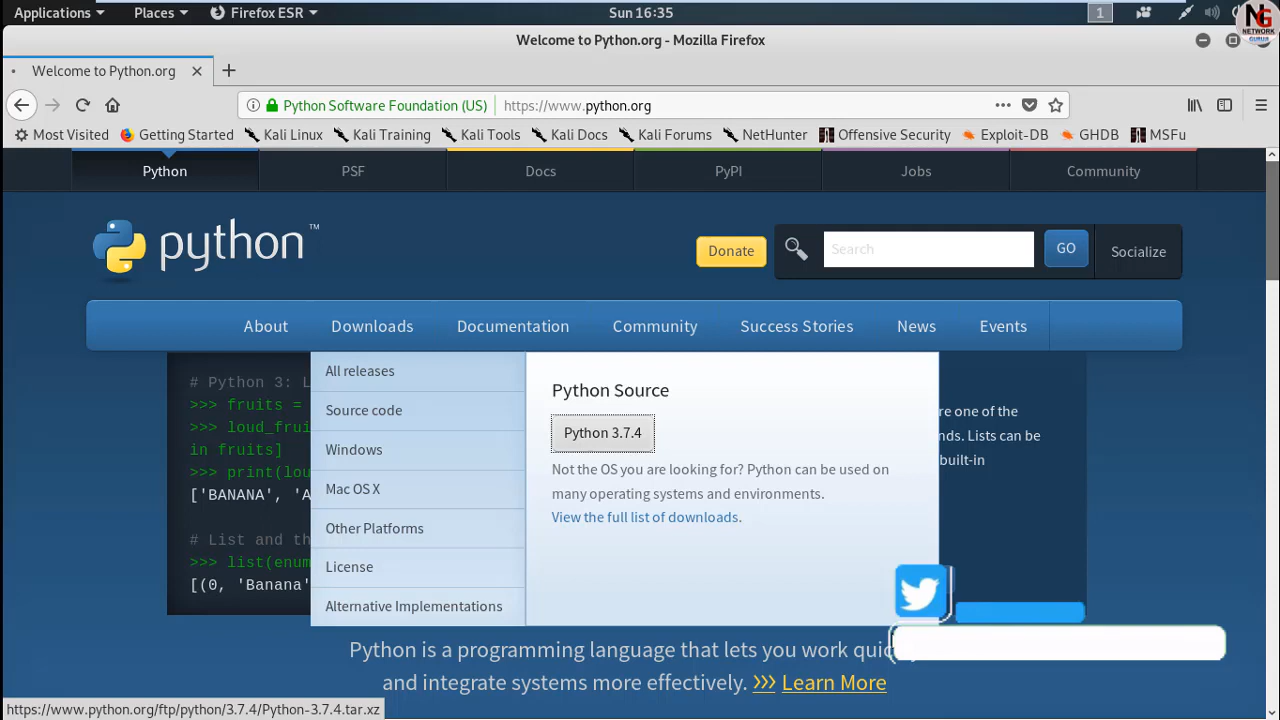 Applications Places Firefox ESR Sun 16:35 1
NG
NETWORK
GURUJI
Welcome to Python.org - Mozilla Firefox
Welcome to Python.org
Python Software Foundation (US) https://www.python.org
Most Visited Getting Started Kali Linux Kali Training Kali Tools Kali Docs Kali Forums NetHunter Offensive Security Exploit-DB GHDB MSFu
Python PSF Docs PyPI Jobs Community
python™ Donate Search GO Socialize
About Downloads Documentation Community Success Stories News Events
# Python 3: L
>>> fruits =
>>> loud_frui
in fruits]
>>> print(lou
['BANANA', 'A
# List and th
>>> list(enum
[(0, 'Banana'
All releases
Source code
Windows
Mac OS X
Other Platforms
License
Alternative Implementations
Python Source
Python 3.7.4
Not the OS you are looking for? Python can be used on
many operating systems and environments.
View the full list of downloads.
re one of the
nds. Lists can be
built-in
Python is a programming language that lets you work quic
and integrate systems more effectively. >>> Learn More
https://www.python.org/ftp/python/3.7.4/Python-3.7.4.tar.xz